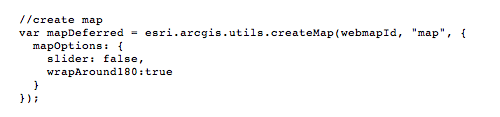 //create map
var mapDeferred = esri.arcgis.utils.createMap(webmapId, "map", {
  mapOptions: {
    slider: false,
    wrapAround180:true
  }
});